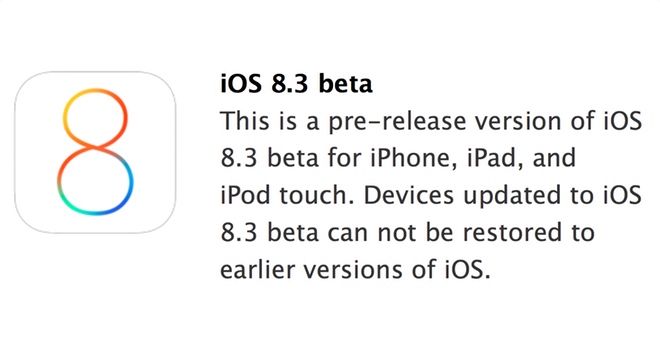 8
iOS 8.3 beta
This is a pre-release version of iOS
8.3 beta for iPhone, iPad, and
iPod touch. Devices updated to iOS
8.3 beta can not be restored to
earlier versions of iOS.